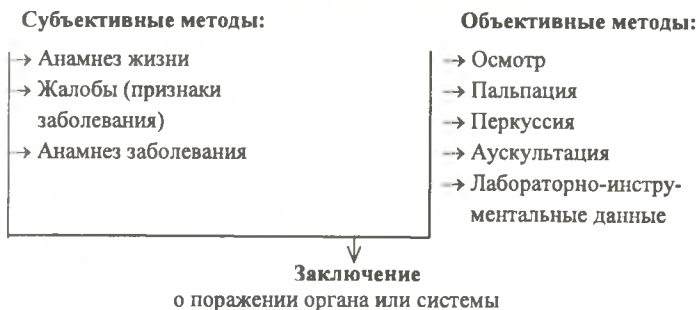 Субъективные методы:
Анамнез жизни
Жалобы (признаки
заболевания)
Анамнез заболевания
Объективные методы:
Осмотр
Пальпация
Перкуссия
Аускультация
Лабораторно-инстру-
ментальные данные
Заключение
о поражении органа или системы